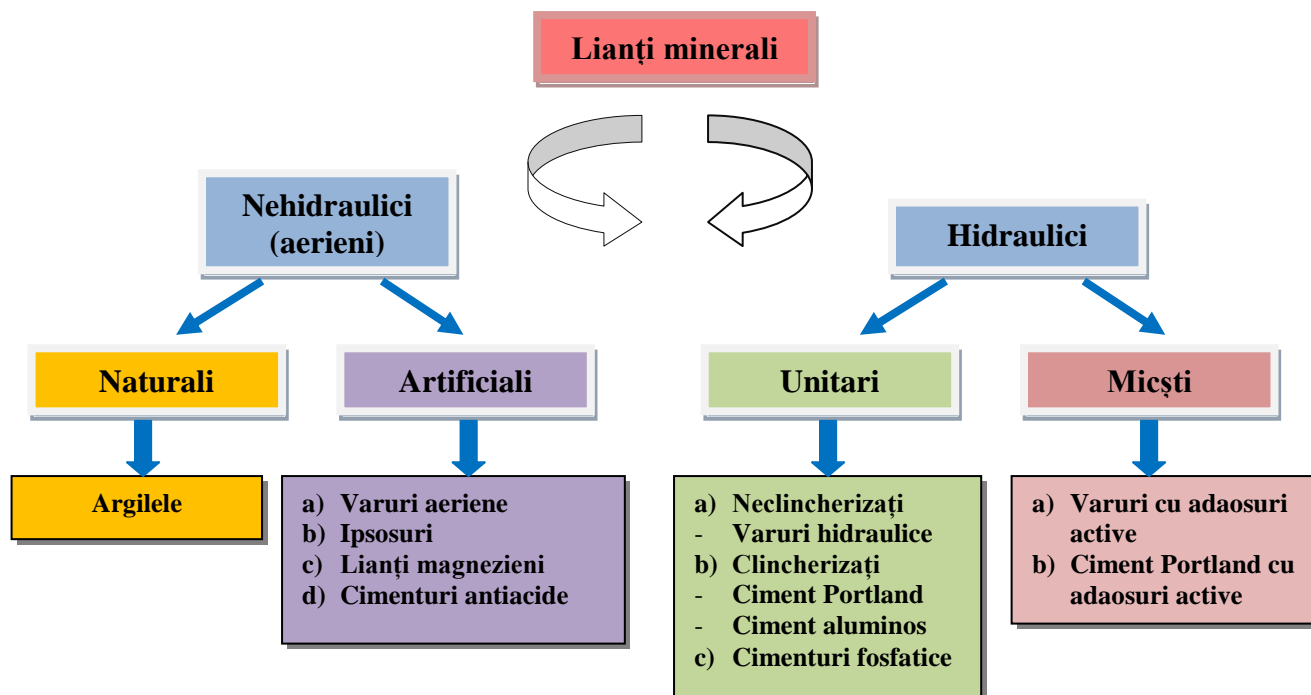 Lianți minerali
Nehidraulici
(aerieni)
Hidraulici
Naturali
Artificiali
Unitari
Micști
Argilele
a) Varuri aeriene
b) Ipsosuri
c) Lianți magnezieni
d) Cimenturi antiacide
a) Neclincherizați
- Varuri hidraulice
b) Clincherizați
- Ciment Portland
- Ciment aluminos
c) Cimenturi fosfatice
a) Varuri cu adaosuri
active
b) Ciment Portland cu
adaosuri active